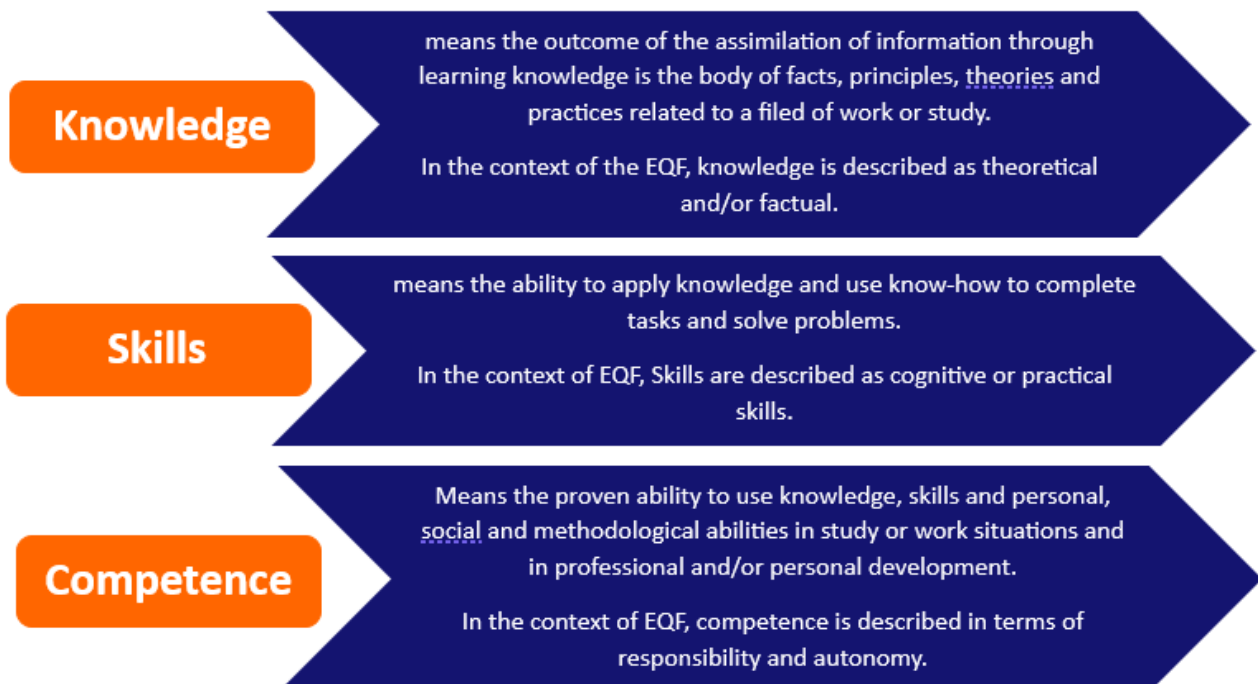 Knowledge
means the outcome of the assimilation of information through
learning knowledge is the body of facts, principles, theories and
practices related to a filed of work or study.
In the context of the EQF, knowledge is described as theoretical
and/or factual.
Skills
means the ability to apply knowledge and use know-how to complete
tasks and solve problems.
In the context of EQF, Skills are described as cognitive or practical
skills.
Competence
Means the proven ability to use knowledge, skills and personal,
social and methodological abilities in study or work situations and
in professional and/or personal development.
In the context of EQF, competence is described in terms of
responsibility and autonomy.